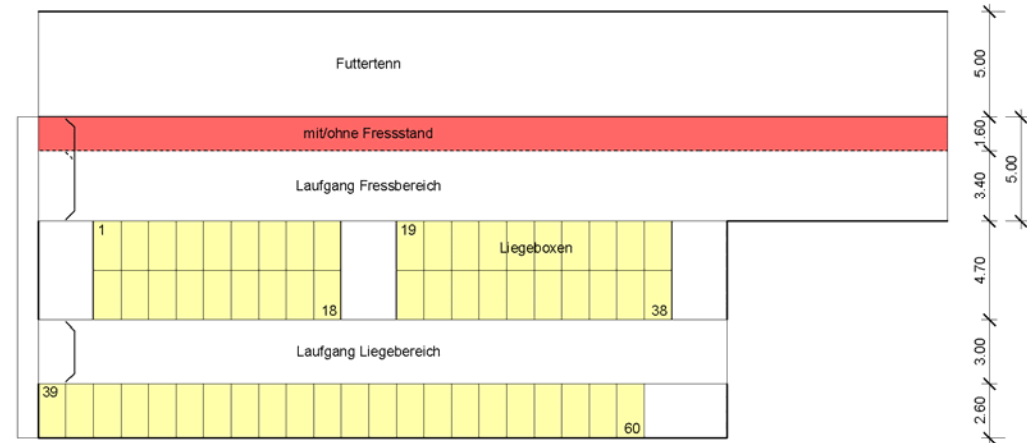 Futtertenn
5.00
mit/ohne Fressstand
1.60
5.00
Laufgang Fressbereich
3.40
1
19
Liegeboxen
4.70
18
38
Laufgang Liegebereich
3.00
39
60
2.60